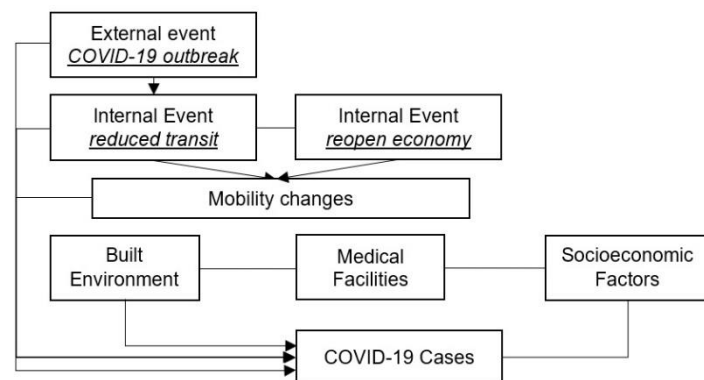 External event
COVID-19 outbreak
Internal Event
reduced transit
Internal Event
reopen economy
Mobility changes
Built
Environment
Medical
Facilities
Socioeconomic
Factors
COVID-19 Cases